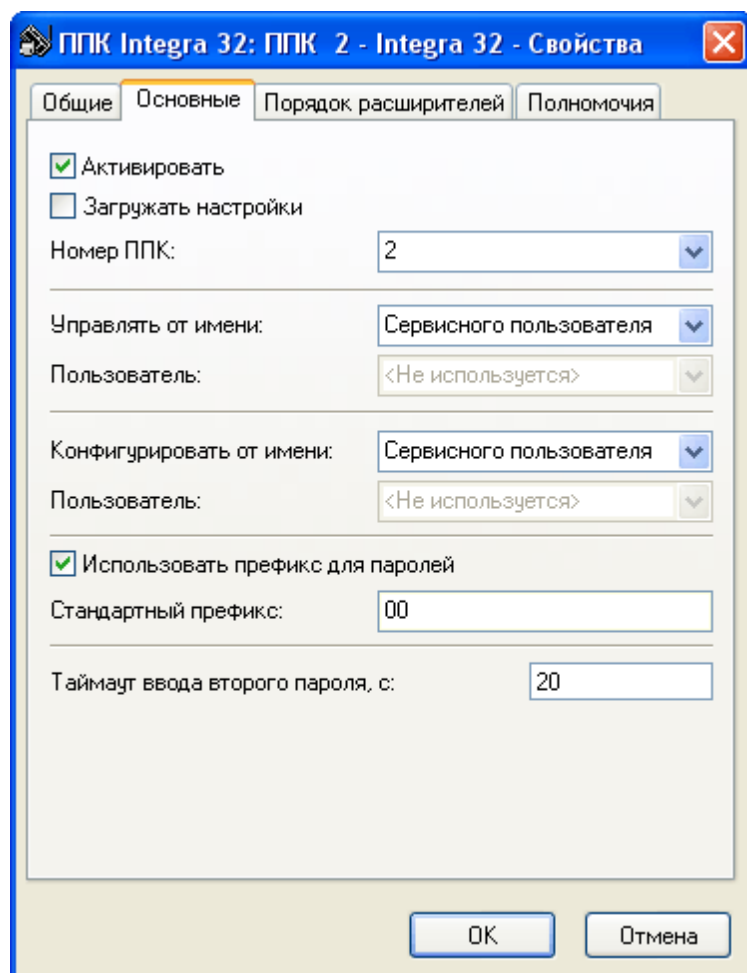 ППК Integra 32: ППК 2 - Integra 32 - Свойства
Общие Основные Порядок расширителей Полномочия
Активировать
Загружать настройки
Номер ППК: 2
Управлять от имени: Сервисного пользователя
Пользователь: <Не используется>
Конфигурировать от имени: Сервисного пользователя
Пользователь: <Не используется>
Использовать префикс для паролей
Стандартный префикс: 00
Таймаут ввода второго пароля, с: 20
OK Отмена